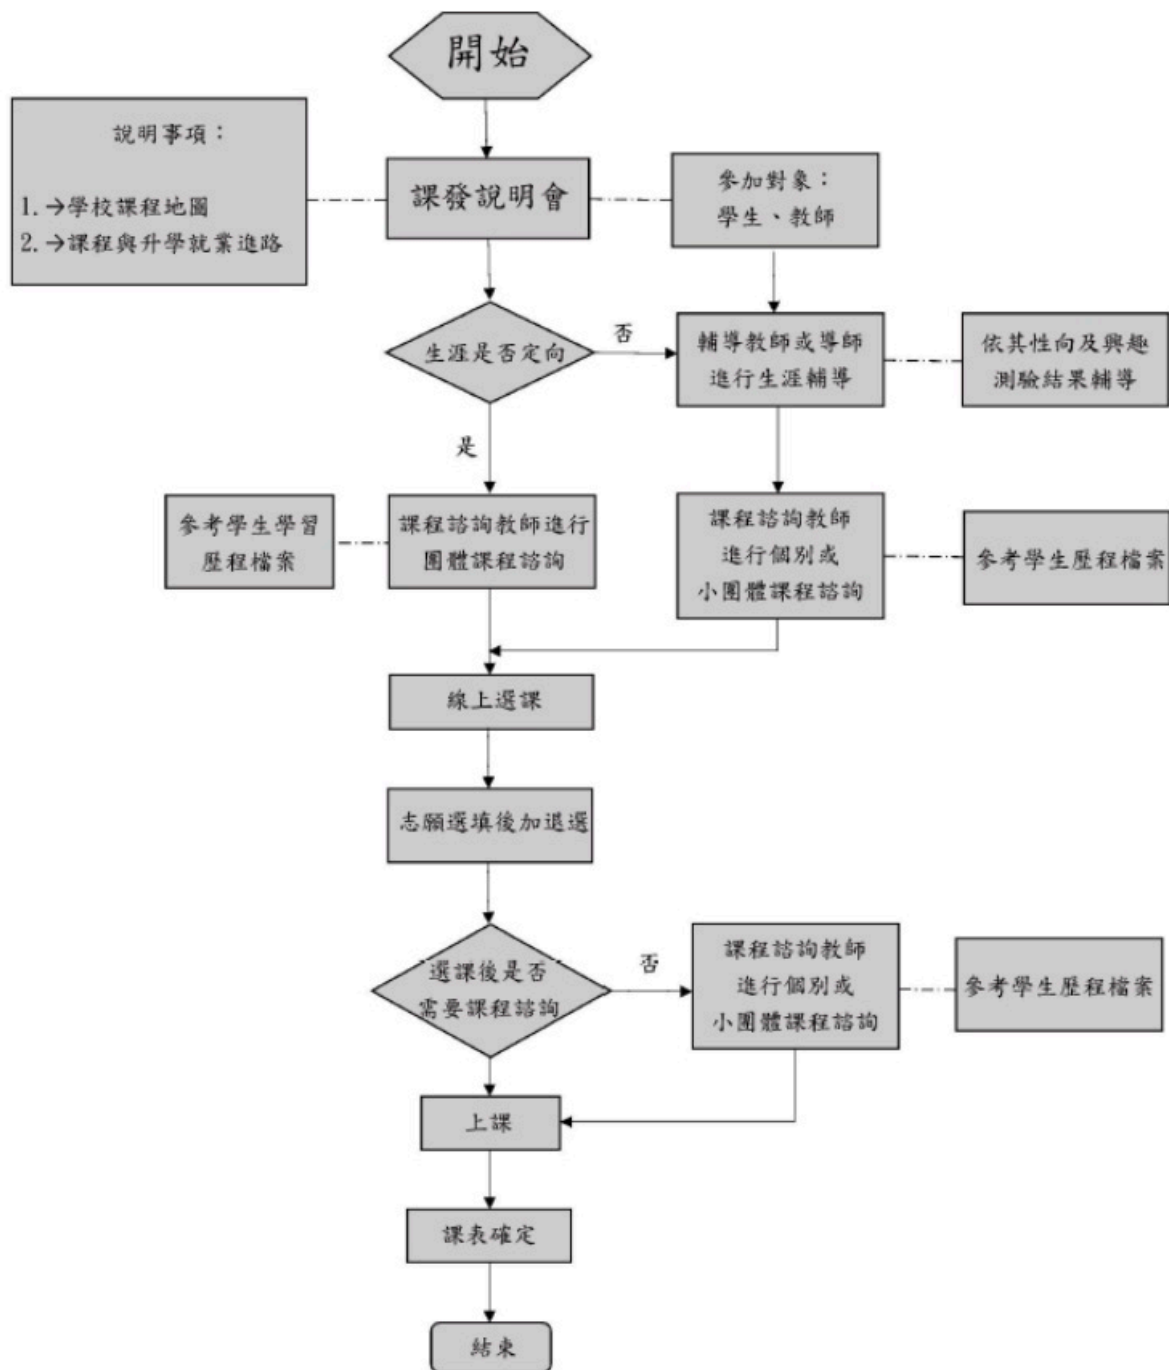 開始
說明事項：
1.→學校課程地圖
2.→課程與升學就業進路
課發說明會
參加對象：
學生、教師
生涯是否定向
否
輔導教師或導師
進行生涯輔導
依其性向及興趣
測驗結果輔導
是
參考學生學習
歷程檔案
課程諮詢教師進行
團體課程諮詢
課程諮詢教師
進行個別或
小團體課程諮詢
參考學生歷程檔案
線上選課
志願選填後加退選
選課後是否
需要課程諮詢
否
課程諮詢教師
進行個別或
小團體課程諮詢
參考學生歷程檔案
上課
課表確定
結束